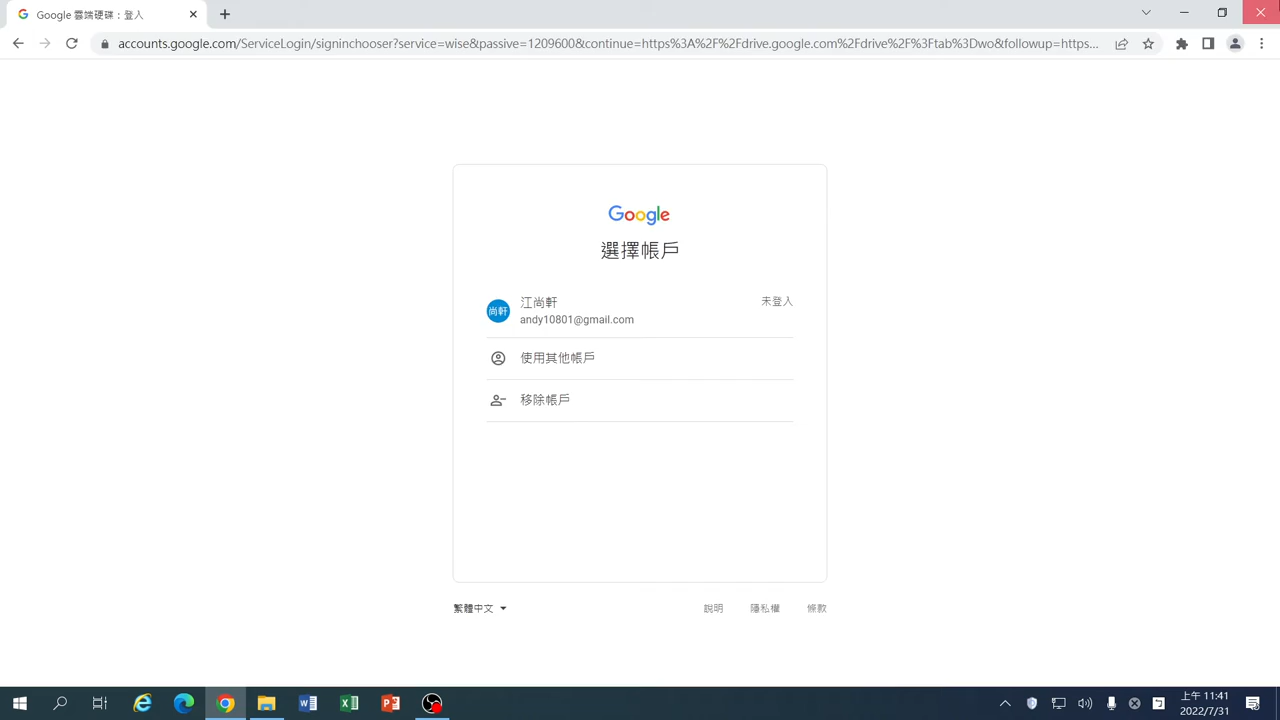 Google 雲端硬碟：登入
accounts.google.com/ServiceLogin/signinchooser?service=wise&passive=1209600&continue=https%3A%2F%2Fdrive.google.com%2Fdrive%2F%3Ftab%3Dwo&followup=https...
Google
選擇帳戶
尚軒
江尚軒
未登入
andy10801@gmail.com
使用其他帳戶
移除帳戶
繁體中文
說明
隱私權
條款
上午 11:41
2022/7/31